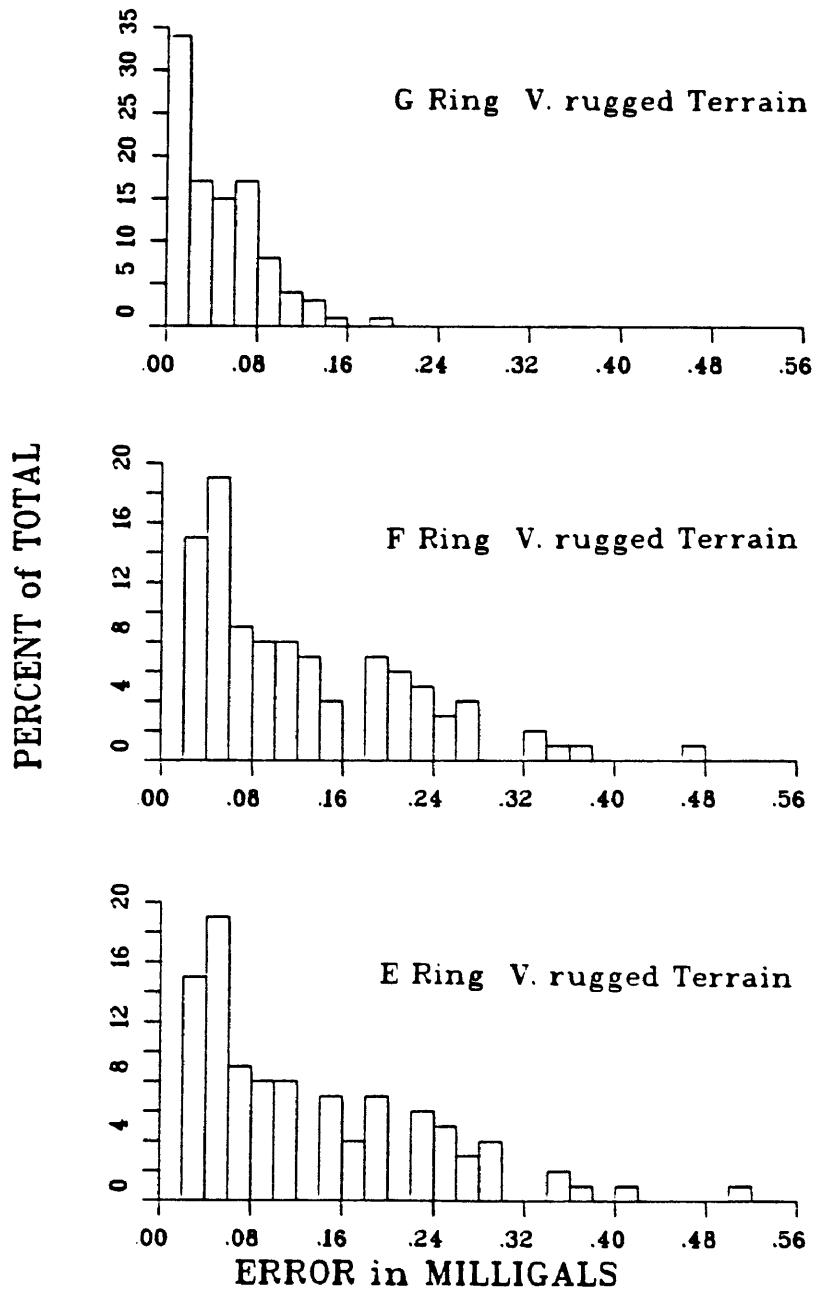 35
30
25
20
15
10
5
0
G Ring V. rugged Terrain
.00 .08 .16 .24 .32 .40 .48 .56
PERCENT of TOTAL
20
16
12
8
4
0
F Ring V. rugged Terrain
.00 .08 .16 .24 .32 .40 .48 .56
20
16
12
8
4
0
E Ring V. rugged Terrain
.00 .08 .16 .24 .32 .40 .48 .56
ERROR in MILLIGALS